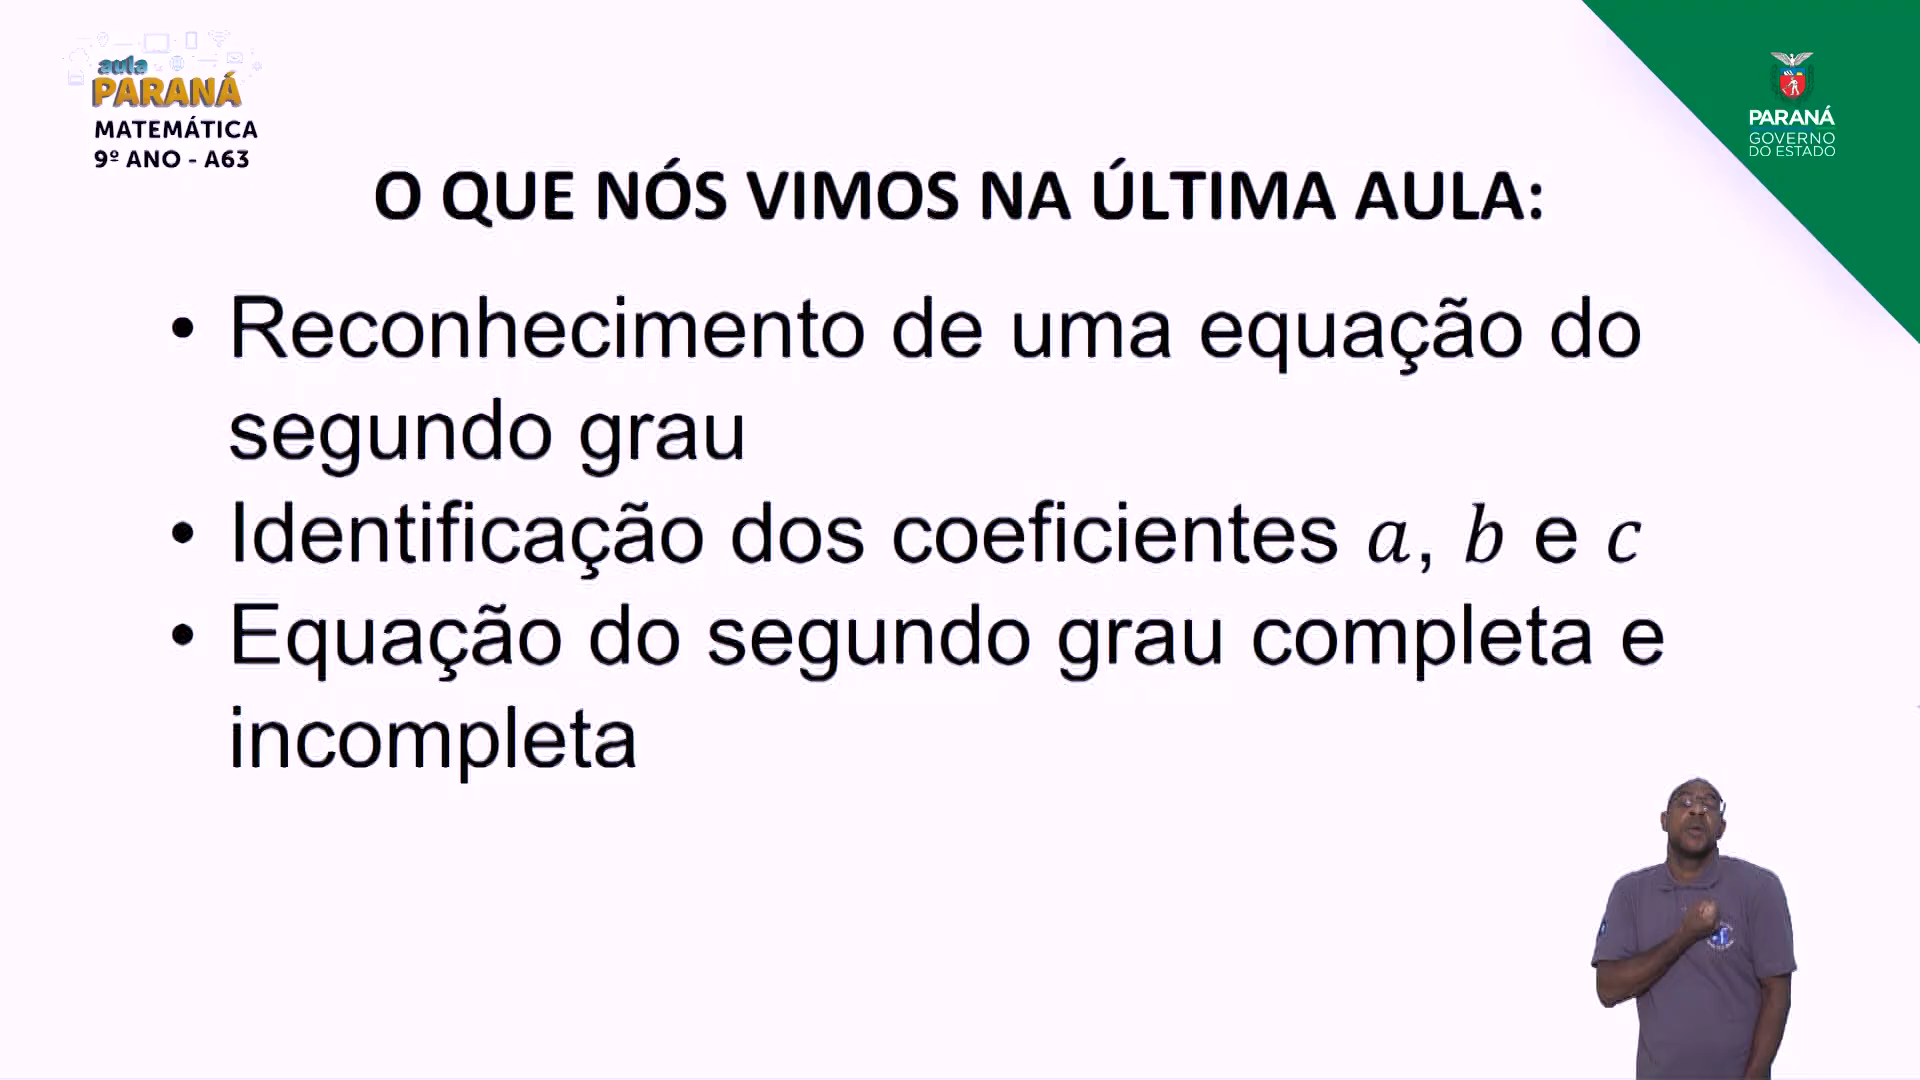 aula
PARANÁ
MATEMÁTICA
9º ANO - A63
PARANÁ
GOVERNO
DO ESTADO
O QUE NÓS VIMOS NA ÚLTIMA AULA:
• Reconhecimento de uma equação do
segundo grau
• Identificação dos coeficientes a, b e c
• Equação do segundo grau completa e
incompleta